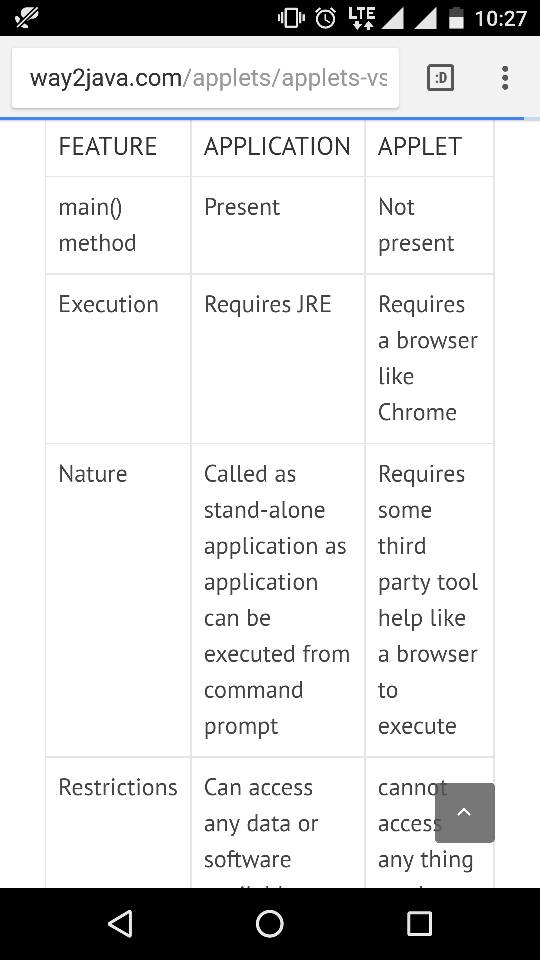 LTE 10:27
way2java.com/applets/applets-vs
:D
FEATURE APPLICATION APPLET
main() Present Not
method present
Execution Requires JRE Requires
a browser
like
Chrome
Nature Called as Requires
stand-alone some
application as third
application party tool
can be help like
executed from a browser
command to
prompt execute
Restrictions Can access cannot
any data or access
software any thing